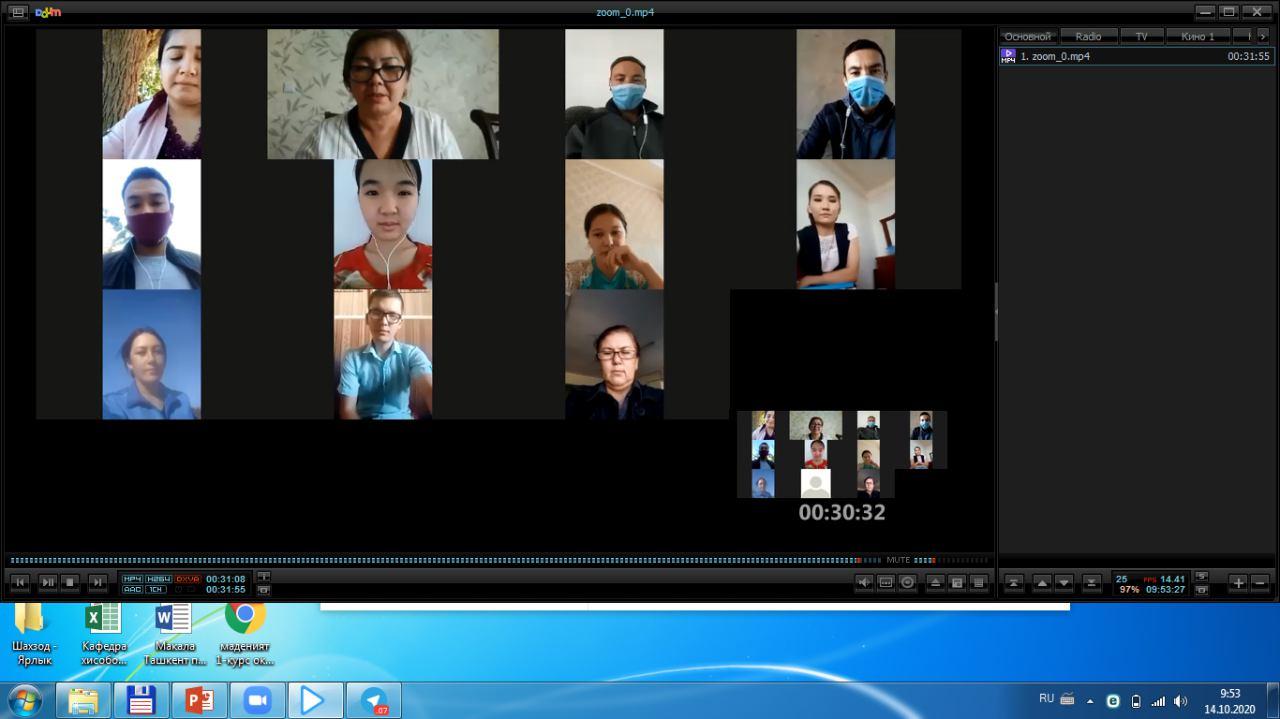 Daum
zoom_0.mp4
Основной Radio TV Кино 1
MP4 1. zoom_0.mp4 00:31:55
00:30:32
MUTE
MP4 H264 DXVA 00:31:08
AAC 1CH 00:31:55
25 FPS 14.41
97% 09:53:27
Шахзод -
Ярлык
Кафедра
хисобо...
Макала
Ташкент п...
маденият
1-курс ок...
07
RU
9:53
14.10.2020